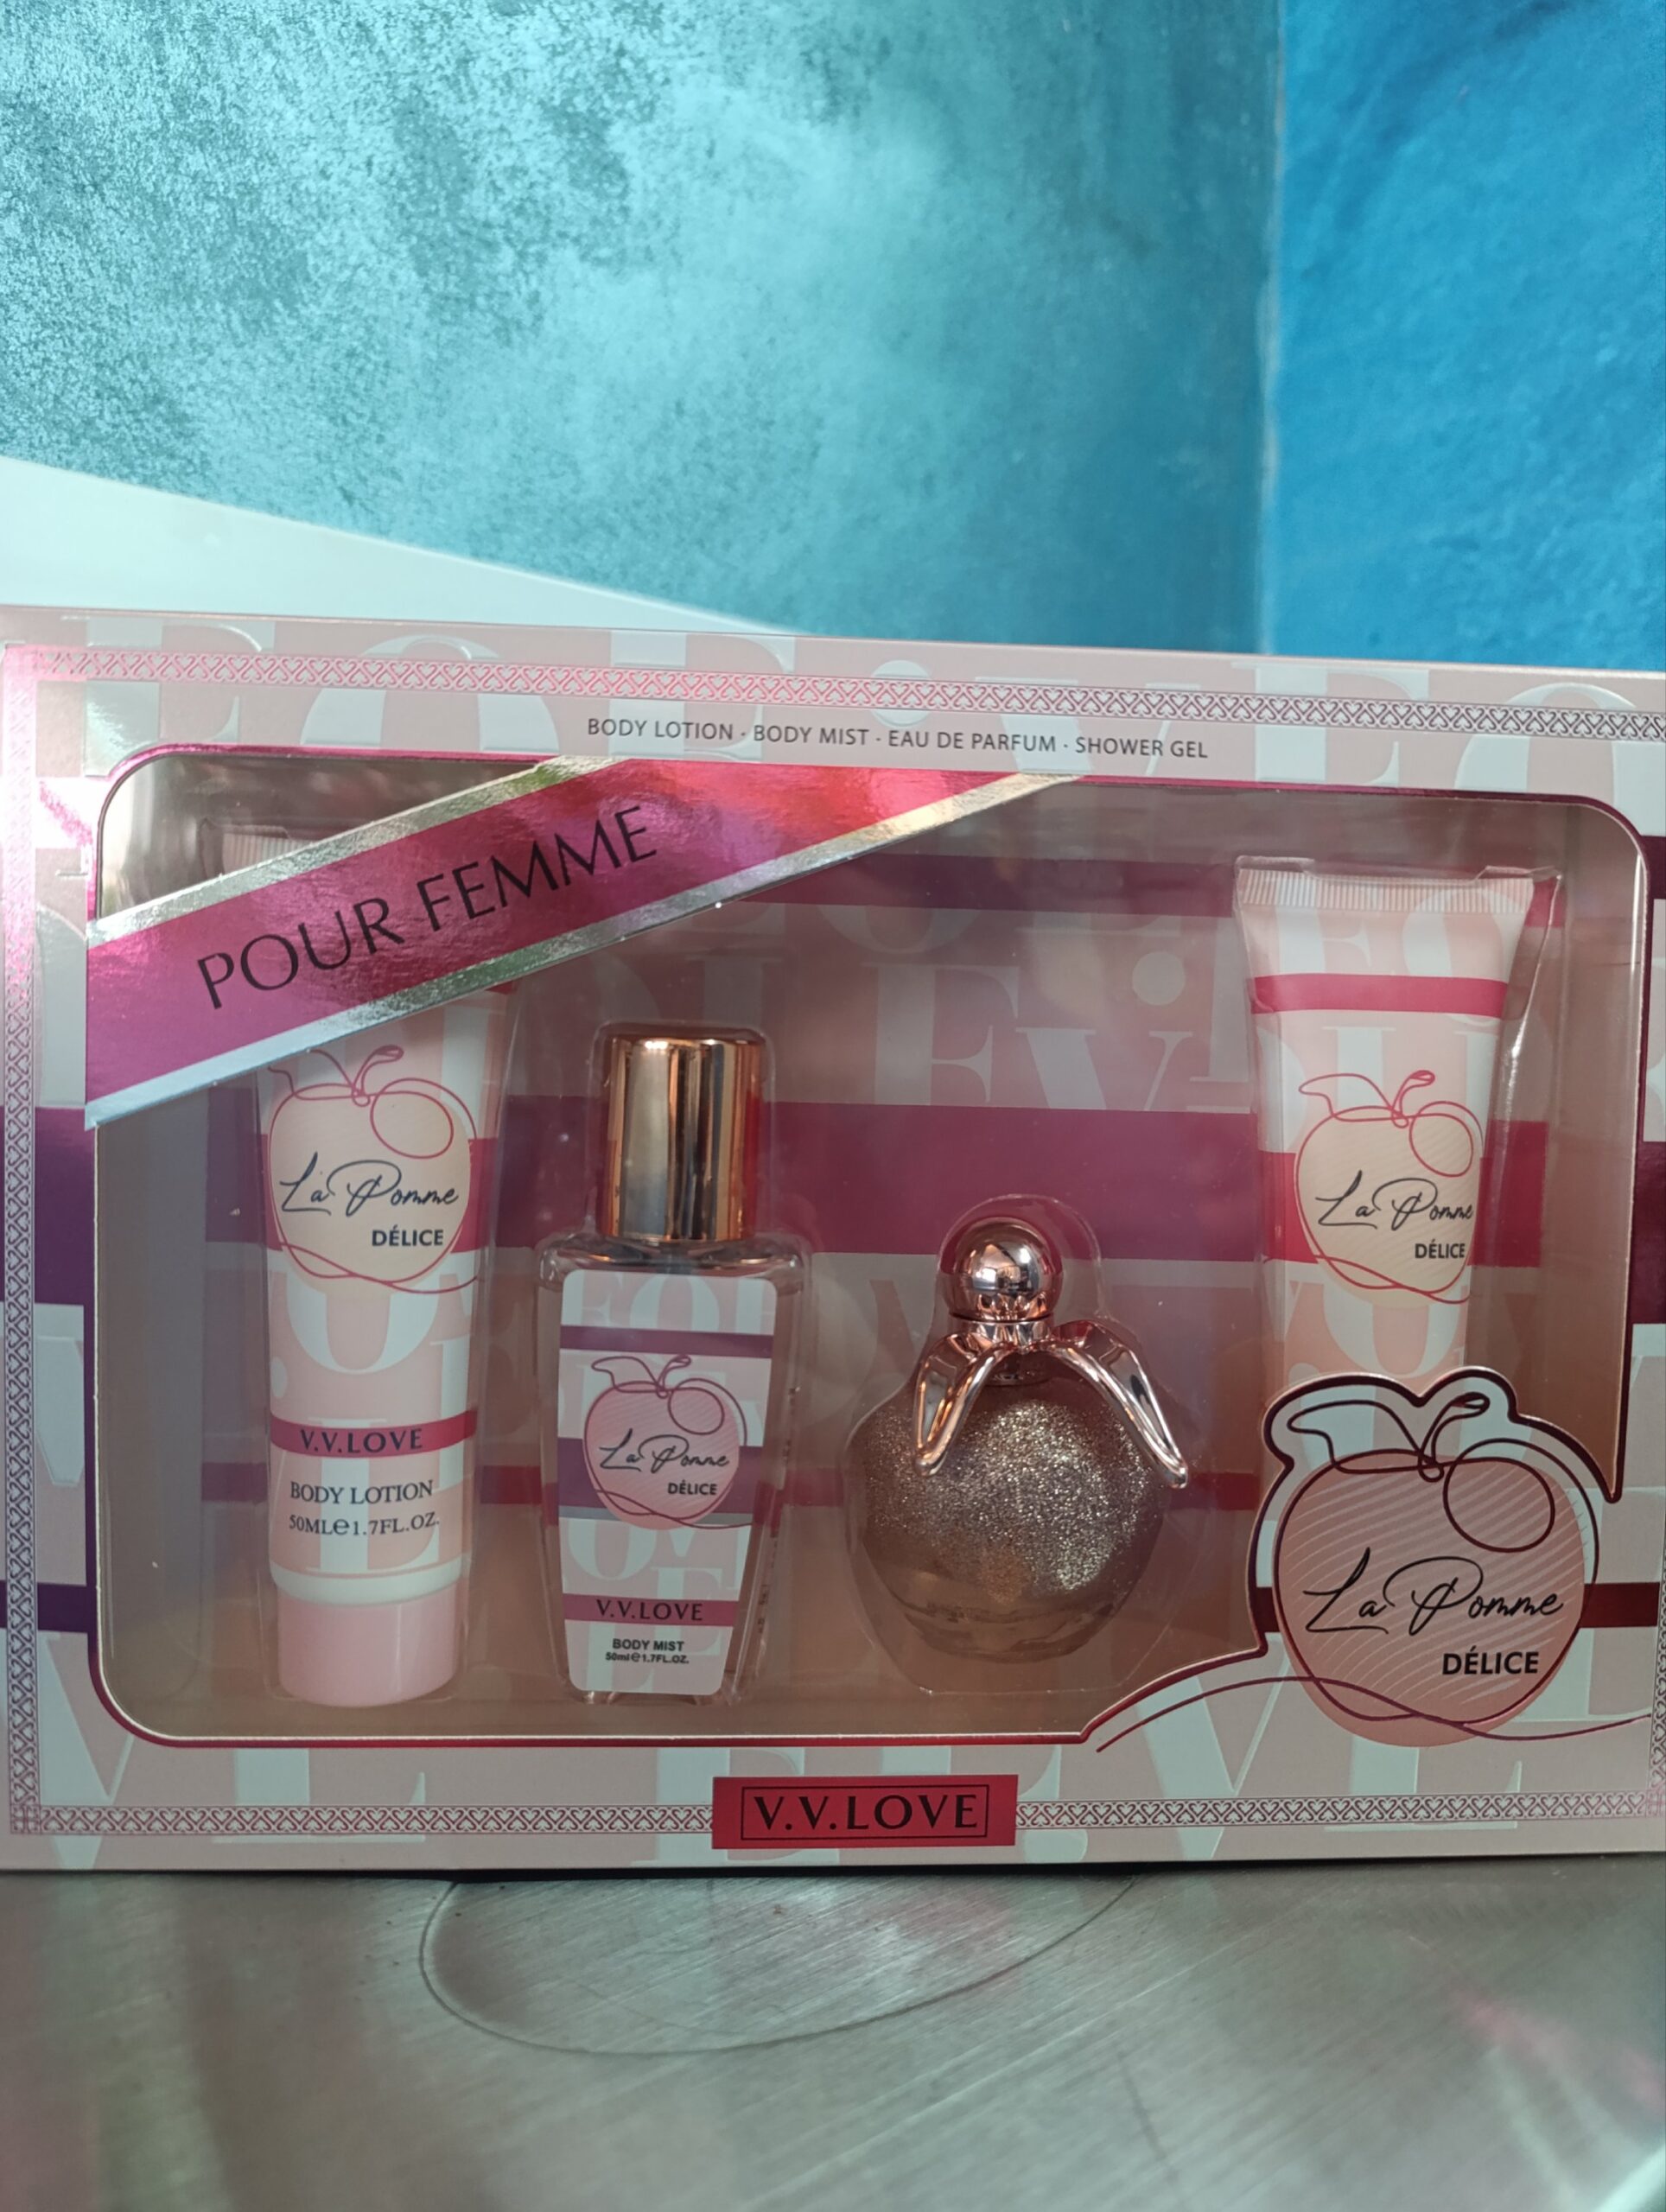 BODY LOTION · BODY MIST · EAU DE PARFUM · SHOWER GEL
POUR FEMME
La Pomme
DÉLICE
V.V.LOVE
BODY LOTION
50ML℮1.7FL.OZ.
La Pomme
DÉLICE
V.V.LOVE
BODY MIST
50ml℮1.7FL.OZ.
La Pomme
DÉLICE
La Pomme
DÉLICE
V.V.LOVE